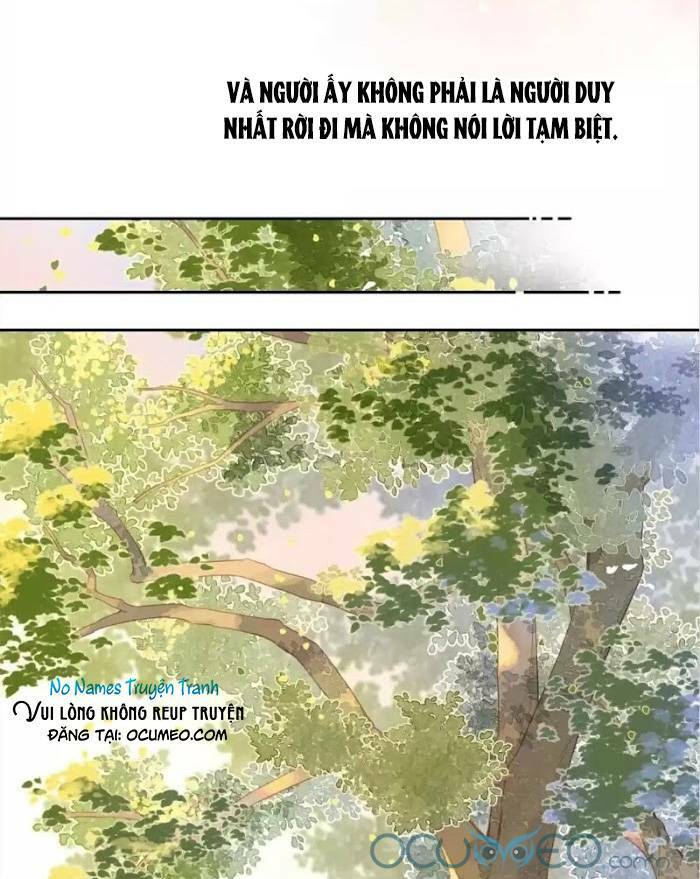 VÀ NGƯỜI ẤY KHÔNG PHẢI LÀ NGƯỜI DUY
NHẤT RỜI ĐI MÀ KHÔNG NÓI LỜI TẠM BIỆT.
No Names Truyện Tranh
VUI LÒNG KHÔNG REUP TRUYỆN
ĐĂNG TẠI: OCUMEO.COM
OCUMEO.com